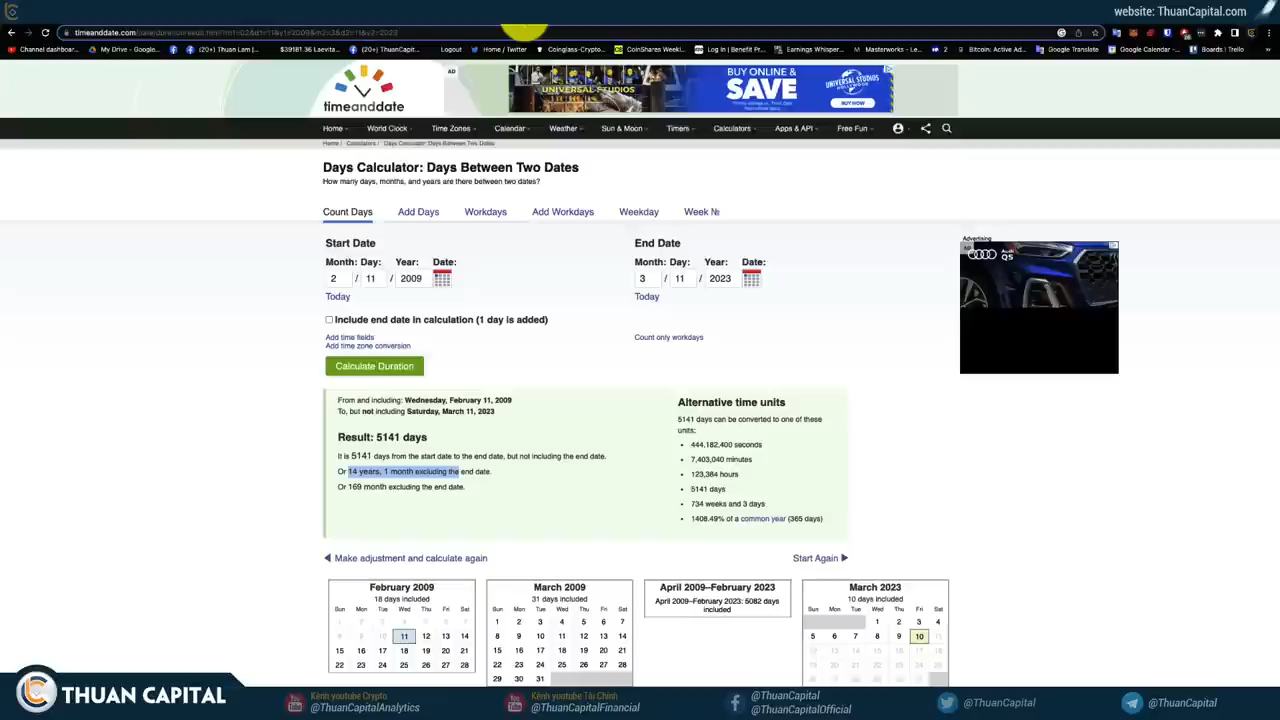 website: ThuanCapital.com
timeanddate.com
Channel dashboar... My Drive - Google... (20+) Thuan |... $39181.36 Laevita... (20+) ThuanCapit... Logout Home / Twitter Coinglass-Crypto... CoinShares Weekl... Log In | Benefit Pr... Earnings Whisper... Masterworks - Le... 2 Bitcoin: Active Ad... Google Translate Google Calendar -... Boards | Trello
timeanddate
AD
UNIVERSAL STUDIOS
BUY ONLINE &
SAVE
UNIVERSAL STUDIOS
BUY NOW
Home World Clock Time Zones Calendar Weather Sun & Moon Timers Calculators Apps & API Free Fun
Home / Calculators / Days Calculator: Days Between Two Dates
Days Calculator: Days Between Two Dates
How many days, months, and years are there between two dates?
Count Days Add Days Workdays Add Workdays Weekday Week №
Start Date End Date
Month: Day: Year: Date: Month: Day: Year: Date:
2 / 11 / 2009 3 / 11 / 2023
Today Today
Include end date in calculation (1 day is added)
Add time fields Count only workdays
Add time zone conversion
Calculate Duration
Advertising
Audi
Q5
From and including: Wednesday, February 11, 2009
To, but not including Saturday, March 11, 2023
Result: 5141 days
It is 5141 days from the start date to the end date, but not including the end date.
Or 14 years, 1 month excluding the end date.
Or 169 month excluding the end date.
Alternative time units
5141 days can be converted to one of these
units:
444,182,400 seconds
7,403,040 minutes
123,384 hours
5141 days
734 weeks and 3 days
1408.49% of a common year (365 days)
Make adjustment and calculate again Start Again
February 2009
18 days included
Sun Mon Tue Wed Thu Fri Sat
1 2 3 4 5 6 7
8 9 10 11 12 13 14
15 16 17 18 19 20 21
22 23 24 25 26 27 28
March 2009
31 days included
Sun Mon Tue Wed Thu Fri Sat
1 2 3 4 5 6 7
8 9 10 11 12 13 14
15 16 17 18 19 20 21
22 23 24 25 26 27 28
29 30 31
April 2009–February 2023
April 2009–February 2023: 5082 days
included
March 2023
10 days included
Sun Mon Tue Wed Thu Fri Sat
1 2 3 4
5 6 7 8 9 10 11
12 13 14 15 16 17 18
19 20 21 22 23 24 25
THUAN CAPITAL
Kênh youtube Crypto
@ThuanCapitalAnalytics
Kênh youtube Tài Chính
@ThuanCapitalFinancial
@ThuanCapital
@ThuanCapitalOfficial
@ThuanCapital
@ThuanCapital